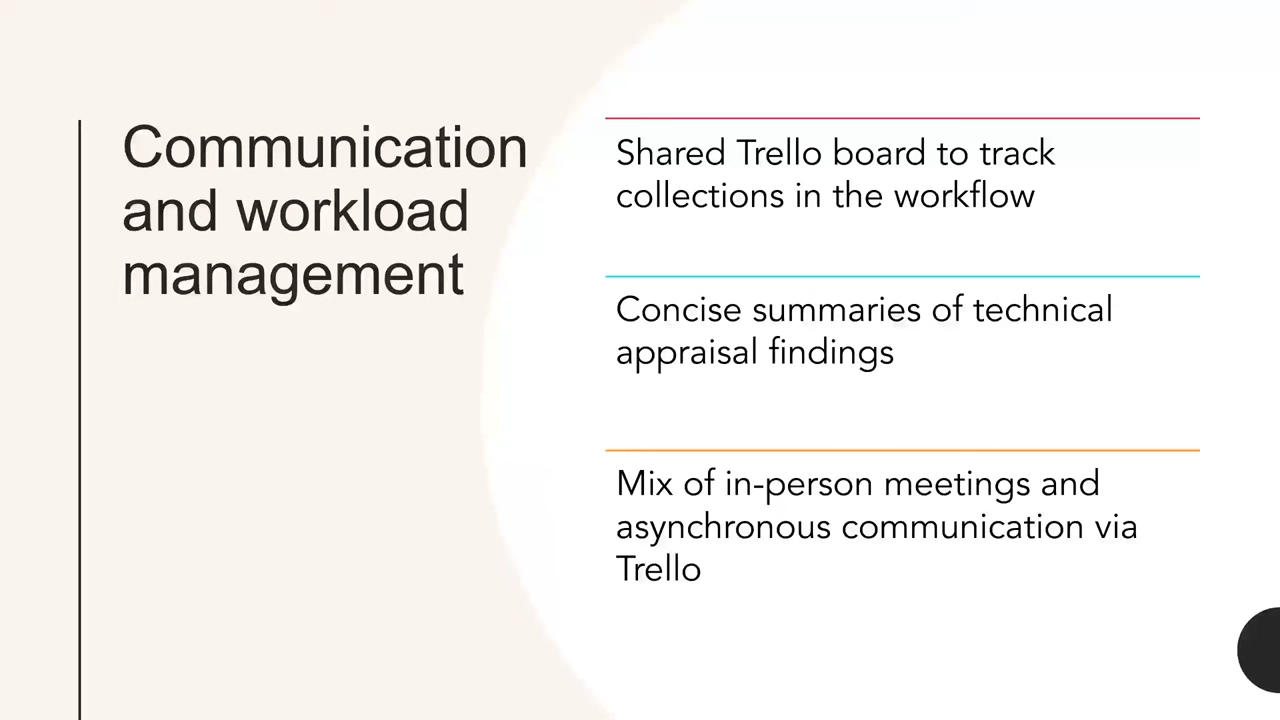 Communication
and workload
management
Shared Trello board to track
collections in the workflow
Concise summaries of technical
appraisal findings
Mix of in-person meetings and
asynchronous communication via
Trello